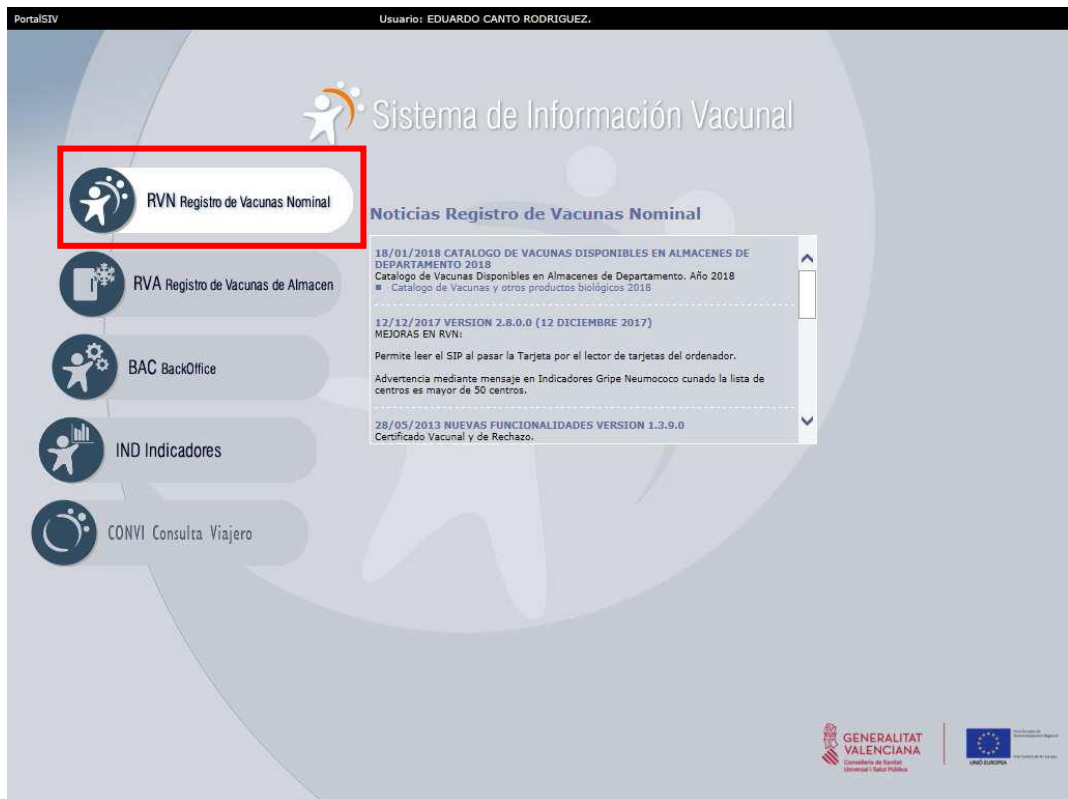 PortalSIV
Usuario: EDUARDO CANTO RODRIGUEZ.
Sistema de Información Vacunal
RVN Registro de Vacunas Nominal
RVA Registro de Vacunas de Almacen
BAC BackOffice
IND Indicadores
CONVI Consulta Viajero
Noticias Registro de Vacunas Nominal
18/01/2018 CATALOGO DE VACUNAS DISPONIBLES EN ALMACENES DE
DEPARTAMENTO 2018
Catalogo de Vacunas Disponibles en Almacenes de Departamento. Año 2018
Catalogo de Vacunas y otros productos biológicos 2018
12/12/2017 VERSION 2.8.0.0 (12 DICIEMBRE 2017)
MEJORAS EN RVN:
Permite leer el SIP al pasar la Tarjeta por el lector de tarjetas del ordenador.
Advertencia mediante mensaje en Indicadores Gripe Neumococo cunado la lista de
centros es mayor de 50 centros.
28/05/2013 NUEVAS FUNCIONALIDADES VERSION 1.3.9.0
Certificado Vacunal y de Rechazo.
GENERALITAT
VALENCIANA
Conselleria de Sanitat
Universal i Salut Pública
UNIÓ EUROPEA